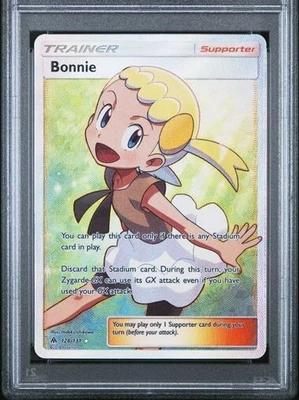 TRAINER Supporter
Bonnie
You can play this card only if there is any Stadium
card in play.
Discard that Stadium card. During this turn, your
Zygarde-GX can use its GX attack even if you have
used your GX attack.
You may play only 1 Supporter card during your
turn (before your attack).
128/131